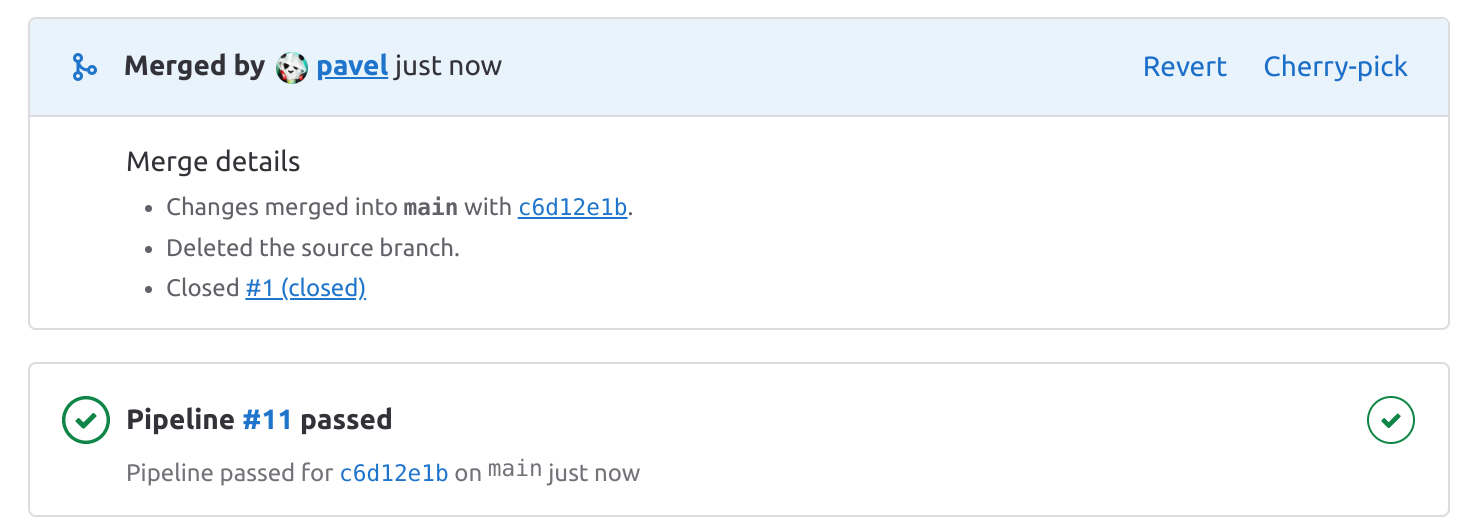 Merged by pavel just now
Revert Cherry-pick
Merge details
• Changes merged into main with c6d12e1b.
• Deleted the source branch.
• Closed #1 (closed)
Pipeline #11 passed
Pipeline passed for c6d12e1b on main just now